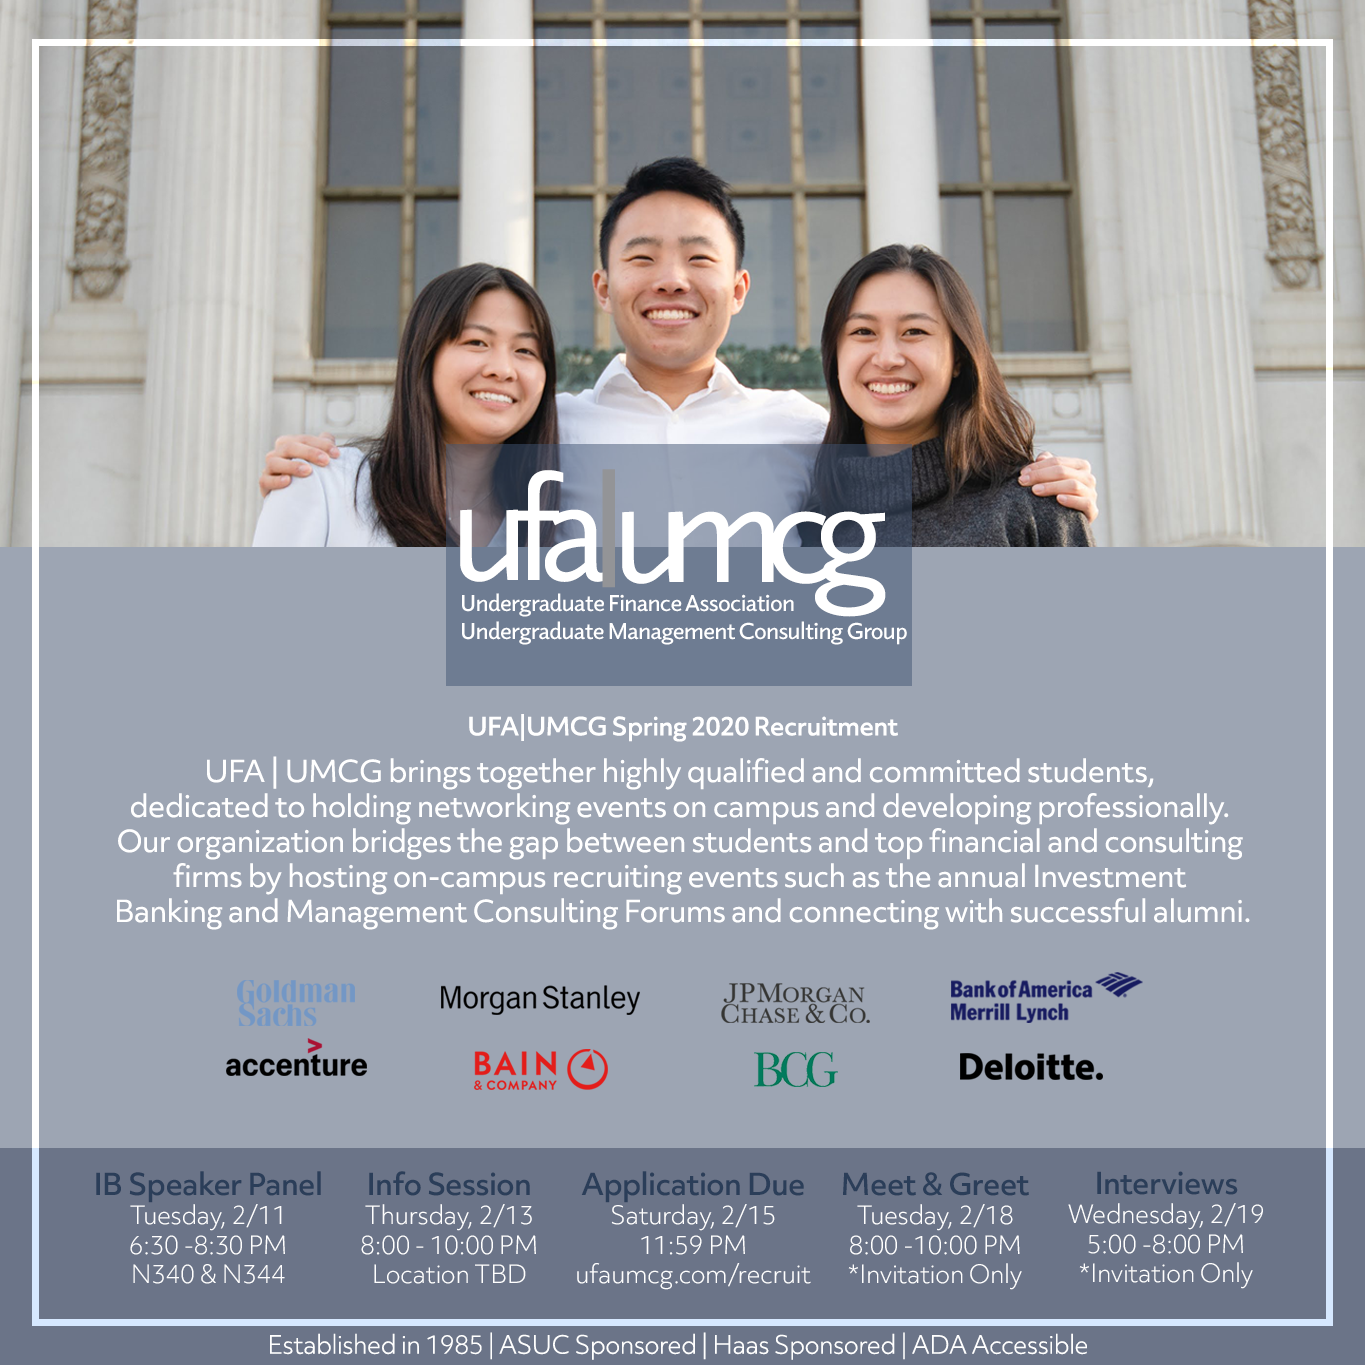 ufa|umcg
Undergraduate Finance Association
Undergraduate Management Consulting Group
UFA|UMCG Spring 2020 Recruitment
UFA | UMCG brings together highly qualified and committed students,
dedicated to holding networking events on campus and developing professionally.
Our organization bridges the gap between students and top financial and consulting
firms by hosting on-campus recruiting events such as the annual Investment
Banking and Management Consulting Forums and connecting with successful alumni.
Goldman
Sachs
Morgan Stanley
JPMORGAN
CHASE & CO.
Bank of America
Merrill Lynch
accenture
BAIN
& COMPANY
BCG
Deloitte.
IB Speaker Panel
Tuesday, 2/11
6:30 -8:30 PM
N340 & N344
Info Session
Thursday, 2/13
8:00 - 10:00 PM
Location TBD
Application Due
Saturday, 2/15
11:59 PM
ufaumcg.com/recruit
Meet & Greet
Tuesday, 2/18
8:00 -10:00 PM
*Invitation Only
Interviews
Wednesday, 2/19
5:00 -8:00 PM
*Invitation Only
Established in 1985 | ASUC Sponsored | Haas Sponsored | ADA Accessible